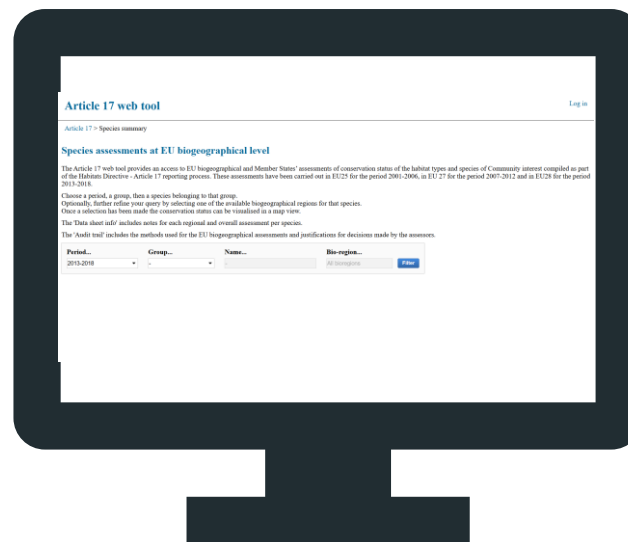 Article 17 web tool
Log in
Article 17 > Species summary
Species assessments at EU biogeographical level
The Article 17 web tool provides an access to EU biogeographical and Member States' assessments of conservation status of the habitat types and species of Community interest compiled as part
of the Habitats Directive - Article 17 reporting process. These assessments have been carried out in EU25 for the period 2001-2006, in EU 27 for the period 2007-2012 and in EU28 for the period
2013-2018.
Choose a period, a group, then a species belonging to that group.
Optionally, further refine your query by selecting one of the available biogeographical regions for that species.
Once a selection has been made the conservation status can be visualised in a map view.
The 'Data sheet info' includes notes for each regional and overall assessment per species.
The 'Audit trail' includes the methods used for the EU biogeographical assessments and justifications for decisions made by the assessors.
Period... Group... Name... Bio-region...
2013-2018 - - All bioregions Filter